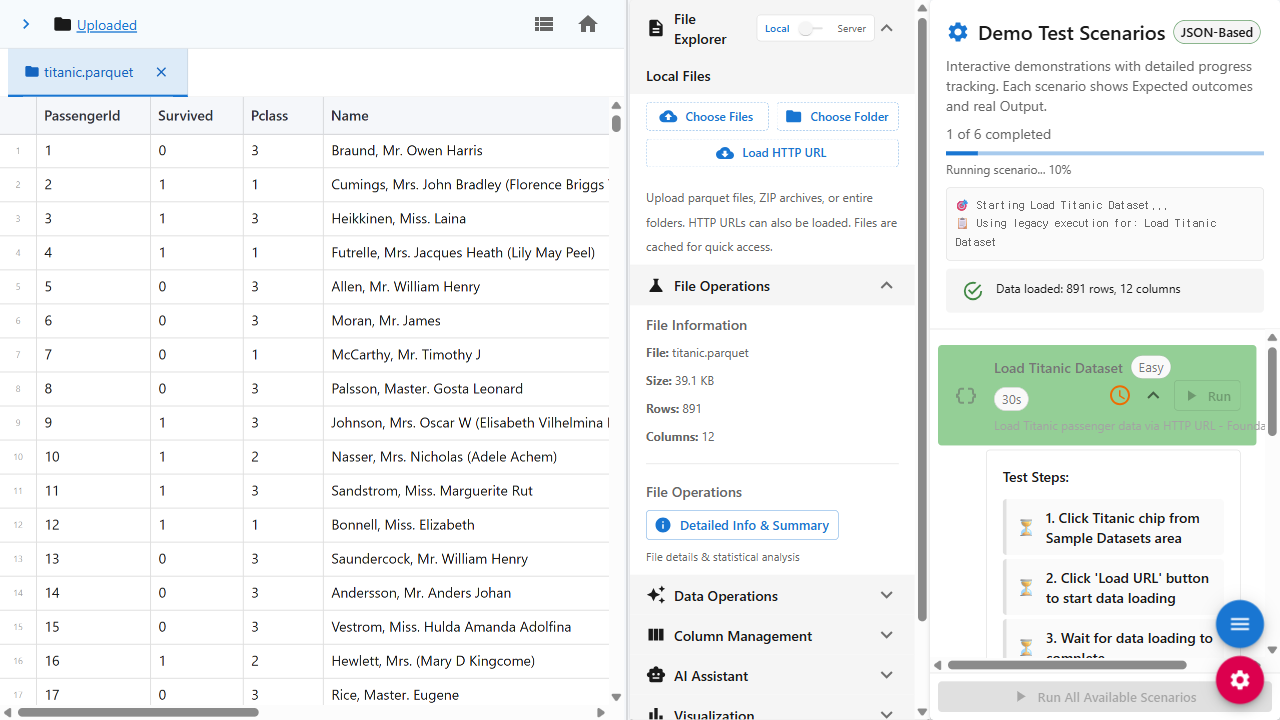 Uploaded
titanic.parquet
PassengerId Survived Pclass Name
1 1 0 3 Braund, Mr. Owen Harris
2 2 1 1 Cumings, Mrs. John Bradley (Florence Briggs
3 3 1 3 Heikkinen, Miss. Laina
4 4 1 1 Futrelle, Mrs. Jacques Heath (Lily May Peel)
5 5 0 3 Allen, Mr. William Henry
6 6 0 3 Moran, Mr. James
7 7 0 1 McCarthy, Mr. Timothy J
8 8 0 3 Palsson, Master. Gosta Leonard
9 9 1 3 Johnson, Mrs. Oscar W (Elisabeth Vilhelmina
10 10 1 2 Nasser, Mrs. Nicholas (Adele Achem)
11 11 1 3 Sandstrom, Miss. Marguerite Rut
12 12 1 1 Bonnell, Miss. Elizabeth
13 13 0 3 Saundercock, Mr. William Henry
14 14 0 3 Andersson, Mr. Anders Johan
15 15 0 3 Vestrom, Miss. Hulda Amanda Adolfina
16 16 1 2 Hewlett, Mrs. (Mary D Kingcome)
17 17 0 3 Rice, Master. Eugene
File
Explorer
Local Server
Local Files
Choose Files Choose Folder
Load HTTP URL
Upload parquet files, ZIP archives, or entire
folders. HTTP URLs can also be loaded. Files are
cached for quick access.
File Operations
File Information
File: titanic.parquet
Size: 39.1 KB
Rows: 891
Columns: 12
File Operations
Detailed Info & Summary
File details & statistical analysis
Data Operations
Column Management
AI Assistant
Visualization
Demo Test Scenarios JSON-Based
Interactive demonstrations with detailed progress
tracking. Each scenario shows Expected outcomes
and real Output.
1 of 6 completed
Running scenario... 10%
🎯 Starting Load Titanic Dataset...
📋 Using legacy execution for: Load Titanic
Dataset
Data loaded: 891 rows, 12 columns
Load Titanic Dataset Easy
30s Run
Load Titanic passenger data via HTTP URL - Founda
Test Steps:
1. Click Titanic chip from
Sample Datasets area
2. Click 'Load URL' button
to start data loading
3. Wait for data loading to
complete
Run All Available Scenarios